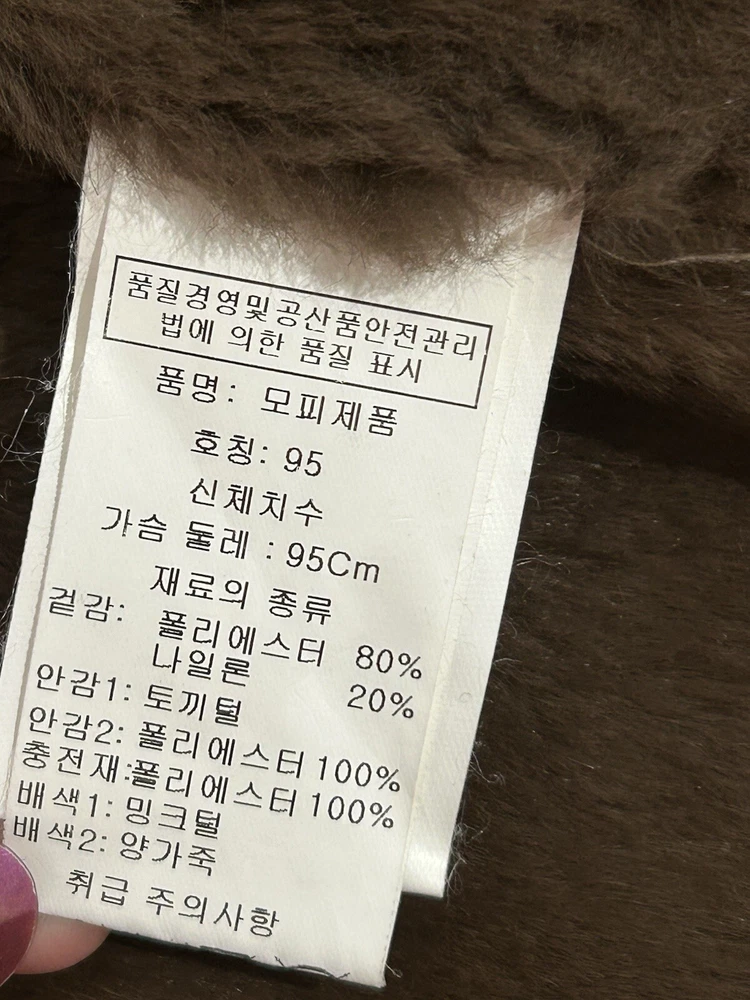 품질경영및공산품안전관리
법에 의한 품질 표시
품명: 모피제품
호칭: 95
신체치수
가슴 둘레 : 95Cm
재료의 종류
겉감: 폴리에스터 80%
나일론 20%
안감1: 토끼털
안감2: 폴리에스터 100%
충전재:폴리에스터 100%
배색1: 밍크털
배색2: 양가죽
취급 주의사항